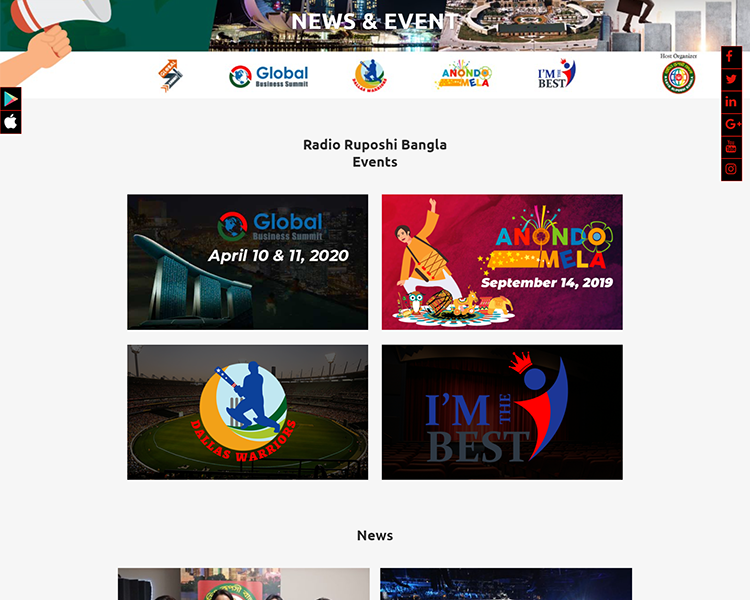 NEWS & EVENT
Global
Business Summit
DALLAS WARRIORS
ANONDO
MELA
I'M THE
BEST
Host Organizer
Radio Ruposhi Bangla
Events
Global
Business Summit
April 10 & 11, 2020
ANONDO
MELA
September 14, 2019
DALLAS WARRIORS
I'M THE
BEST
News